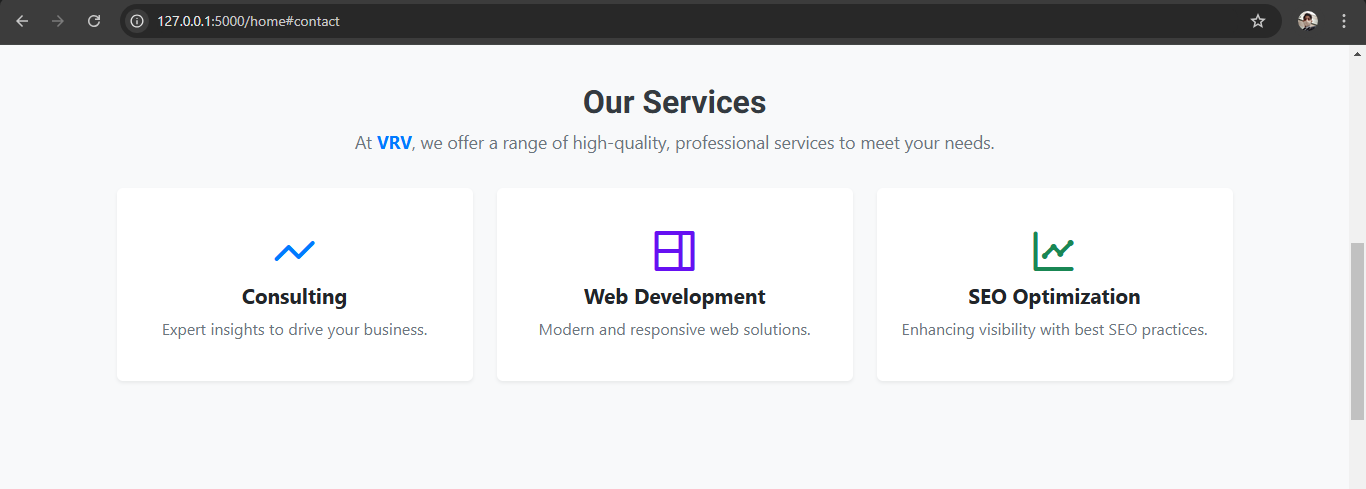 127.0.0.1:5000/home#contact
Our Services
At VRV, we offer a range of high-quality, professional services to meet your needs.
Consulting
Expert insights to drive your business.
Web Development
Modern and responsive web solutions.
SEO Optimization
Enhancing visibility with best SEO practices.